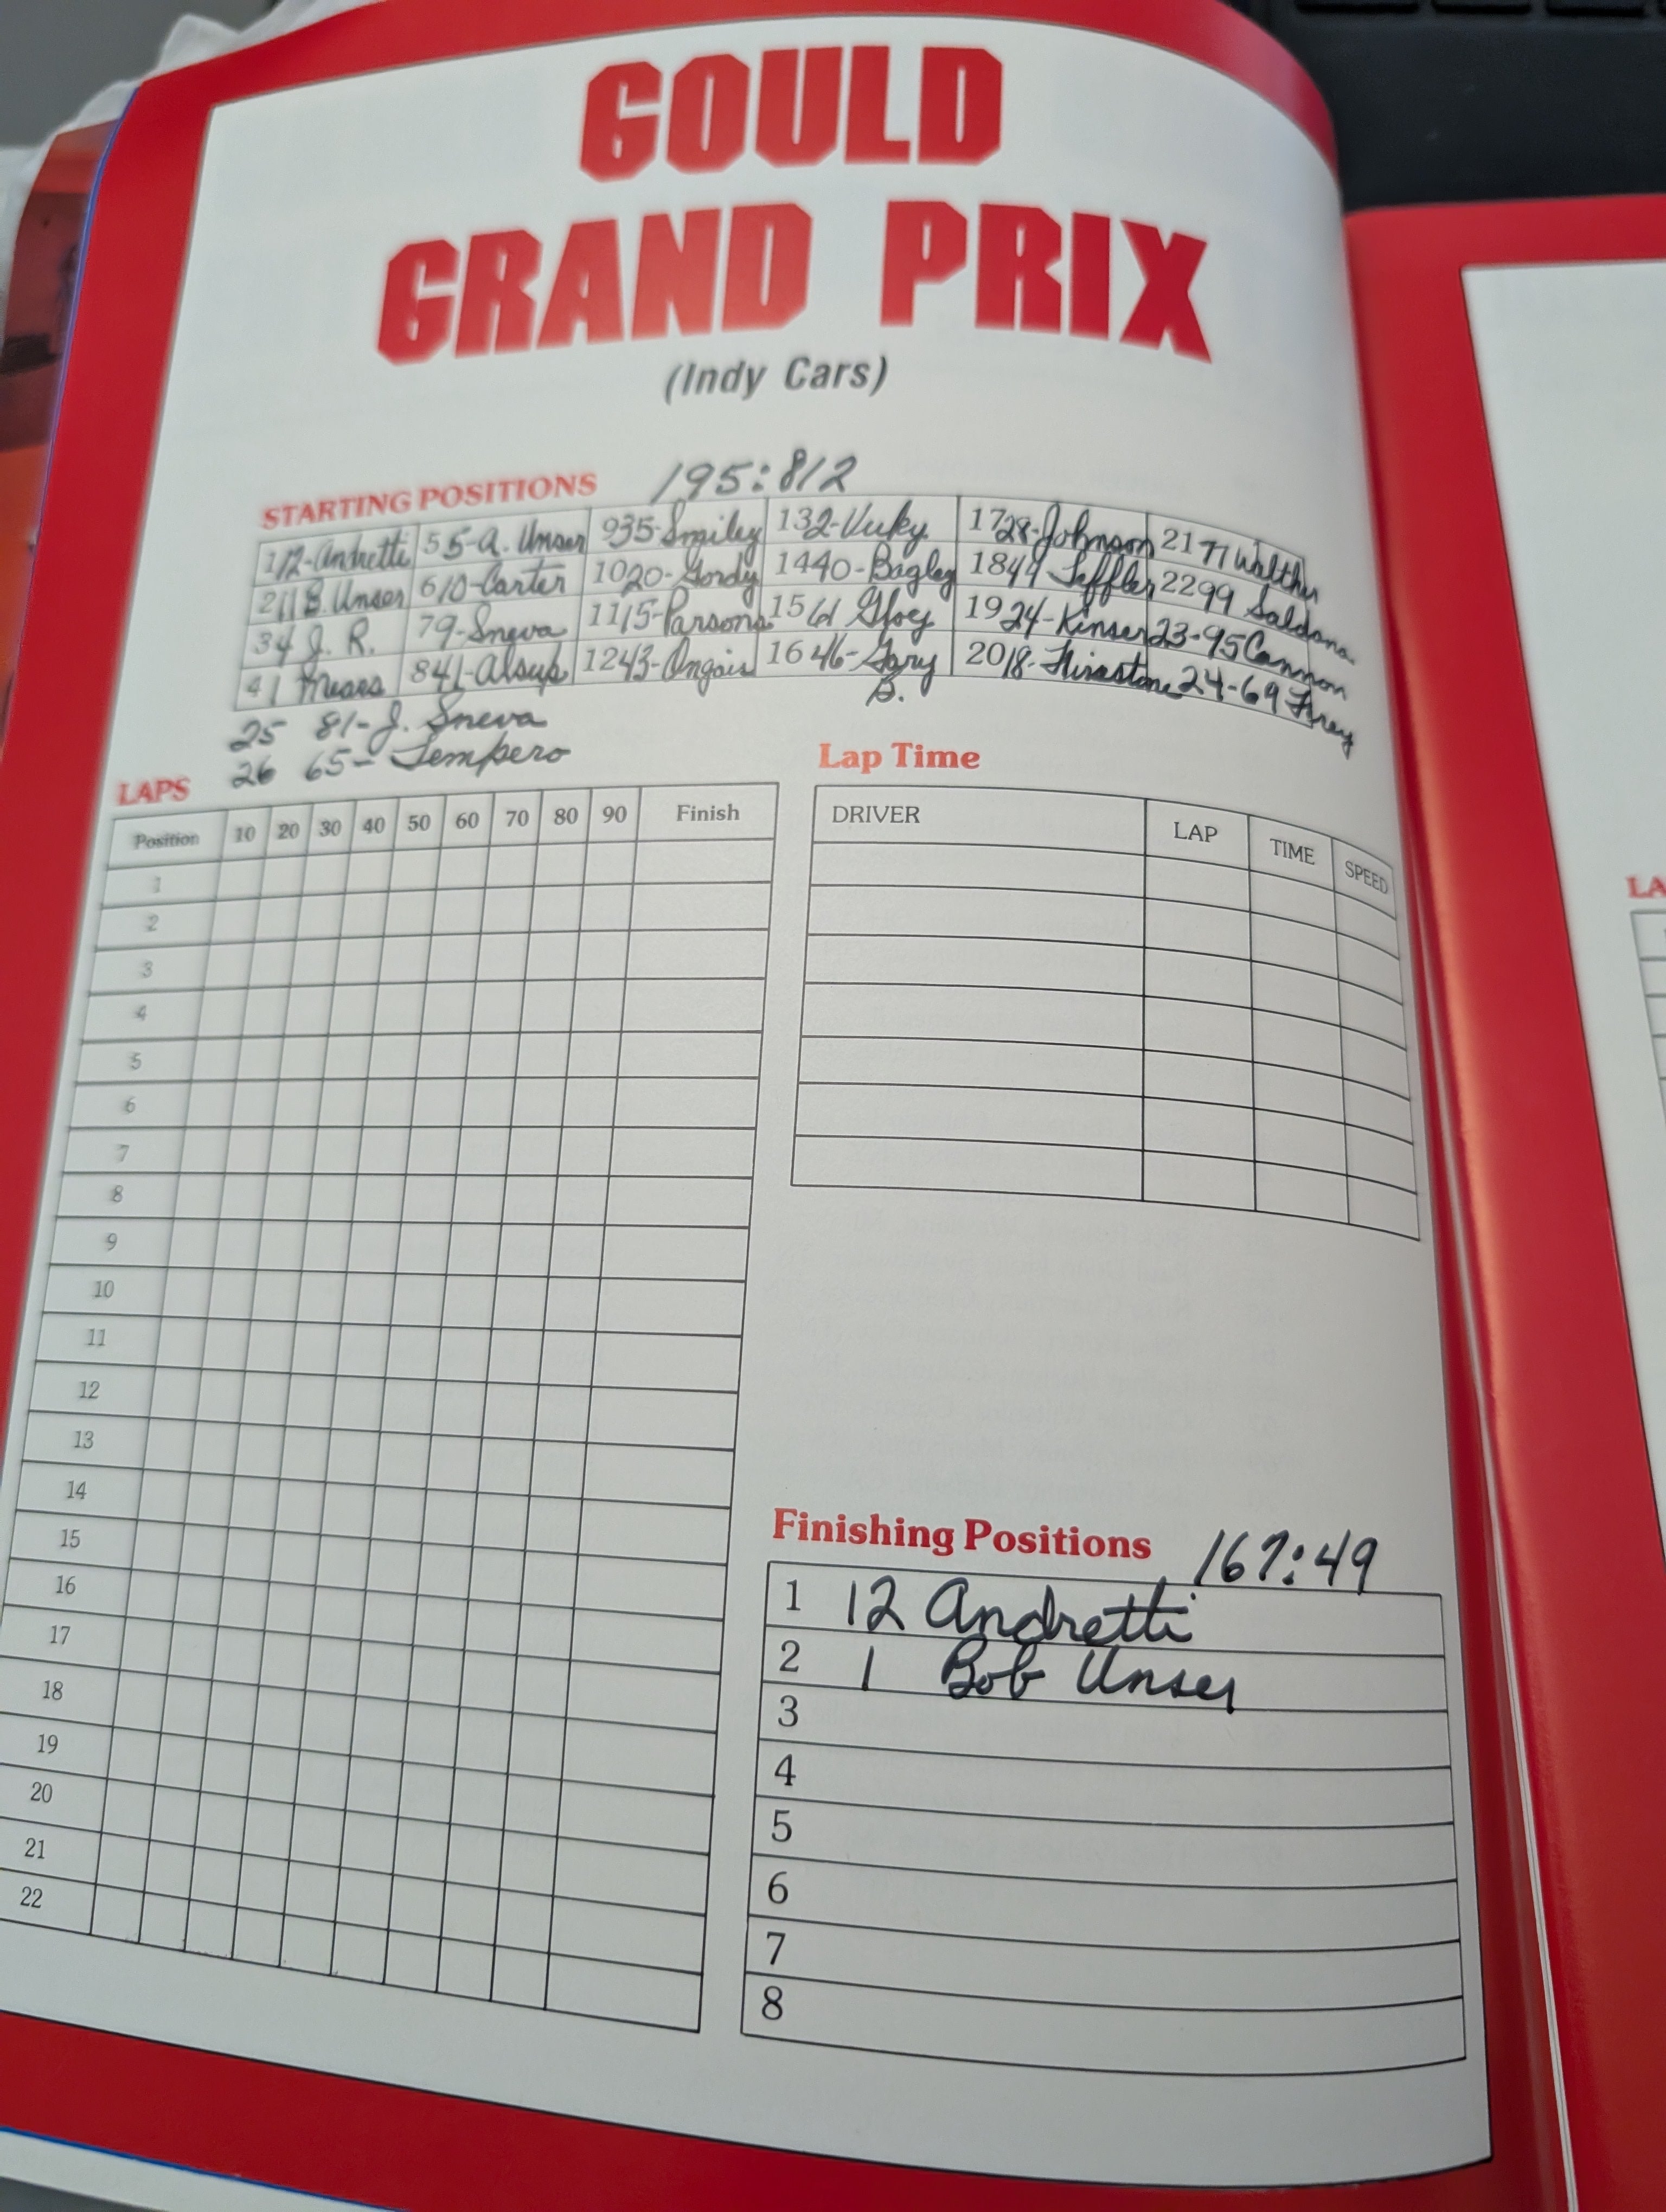 GOULD
GRAND PRIX
(Indy Cars)
STARTING POSITIONS 195:812
1 12-Andretti 5 5-A. Unser 9 35-Smiley 13 2-Vuky 17 28-Johnson 21 77 Walther
2 11 B. Unser 6 10-Carter 10 20-Gordy 14 40-Bagley 18 44 Leffler 22 99 Saldana
3 4 J. R. 7 9-Sneva 11 15-Parsons 15 61 19 24-Kinser 23-95 Cannon
4 1 Mears 8 41-Alsup 12 43-Ongais 16 46-Gary B. 20 18-Firestone 24-69 Frey
25 81-J. Sneva
26 65-Tempero
LAPS
Position 10 20 30 40 50 60 70 80 90 Finish
1
2
3
4
5
6
7
8
9
10
11
12
13
14
15
16
17
18
19
20
21
22
Lap Time
DRIVER LAP TIME SPEED
Finishing Positions 167:49
1 12 Andretti
2 1 Bob Unser
3
4
5
6
7
8
LA